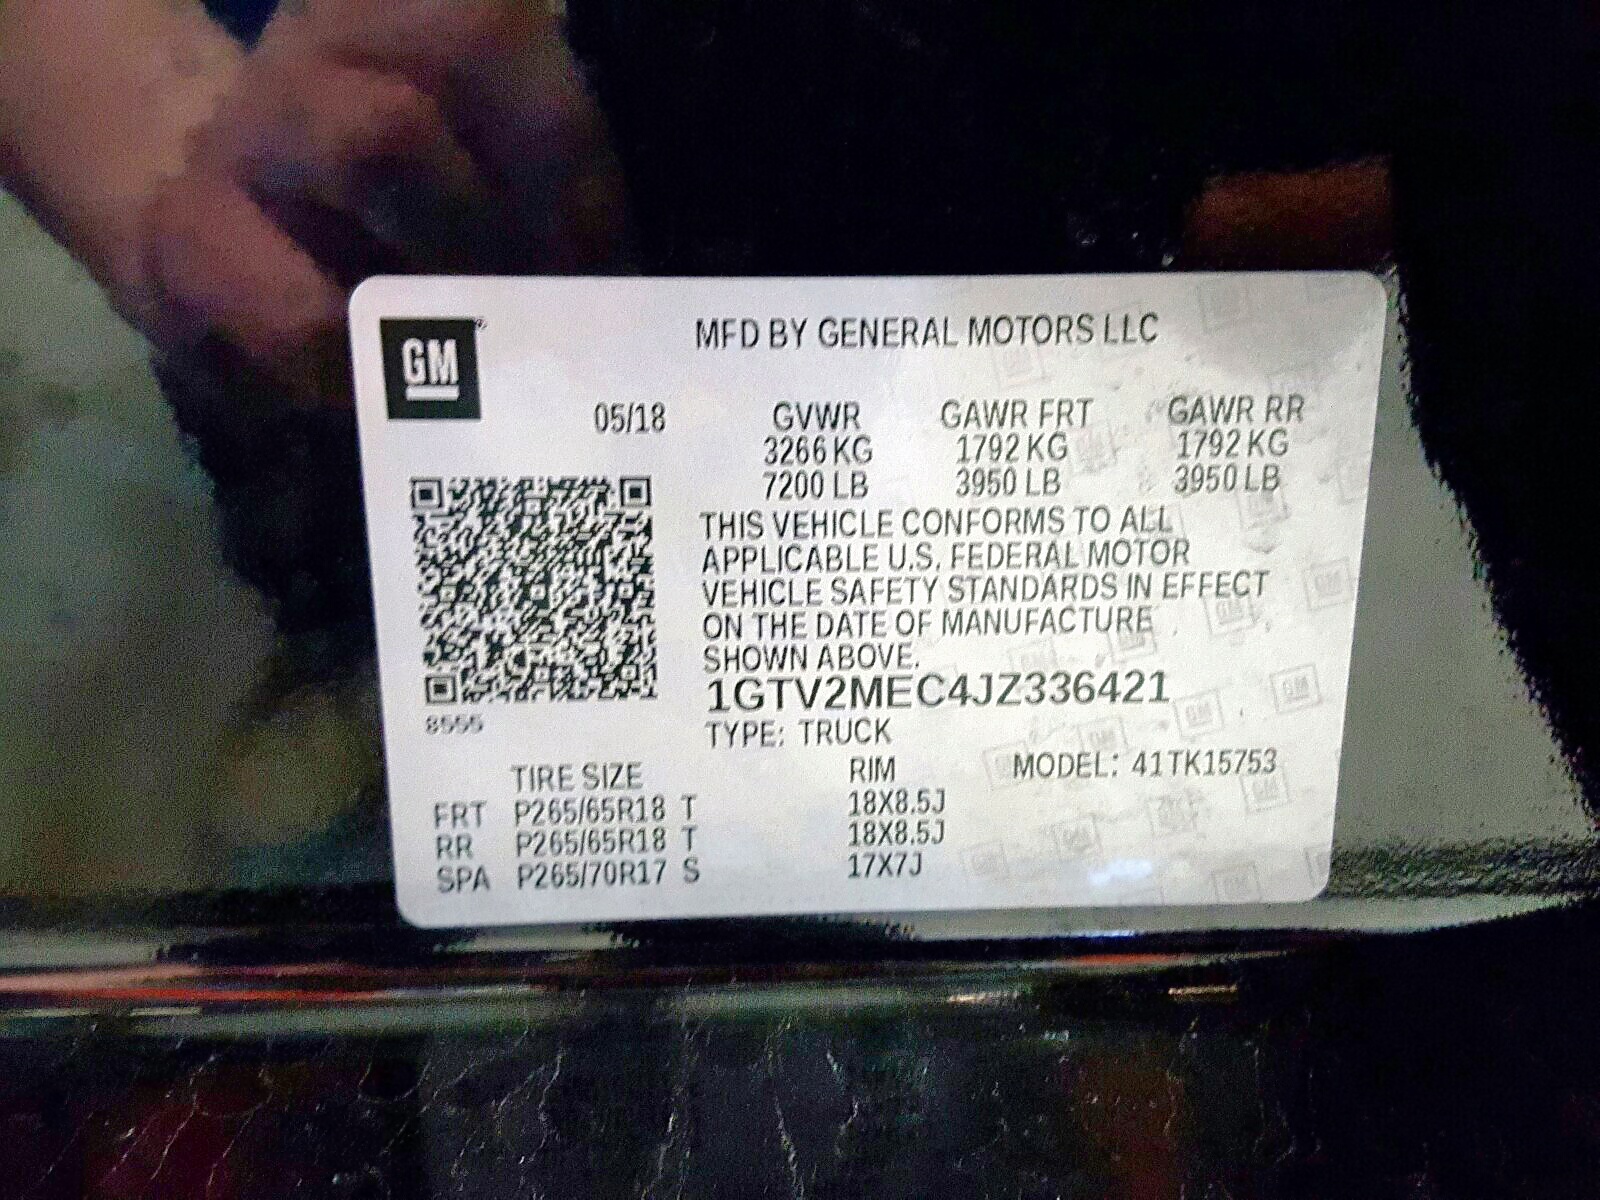 GM
MFD BY GENERAL MOTORS LLC
05/18 GVWR GAWR FRT GAWR RR
3266 KG 1792 KG 1792 KG
7200 LB 3950 LB 3950 LB
THIS VEHICLE CONFORMS TO ALL
APPLICABLE U.S. FEDERAL MOTOR
VEHICLE SAFETY STANDARDS IN EFFECT
ON THE DATE OF MANUFACTURE
SHOWN ABOVE.
1GTV2MEC4JZ336421
8555
TYPE: TRUCK
TIRE SIZE RIM MODEL: 41TK15753
FRT P265/65R18 T 18X8.5J
RR P265/65R18 T 18X8.5J
SPA P265/70R17 S 17X7J